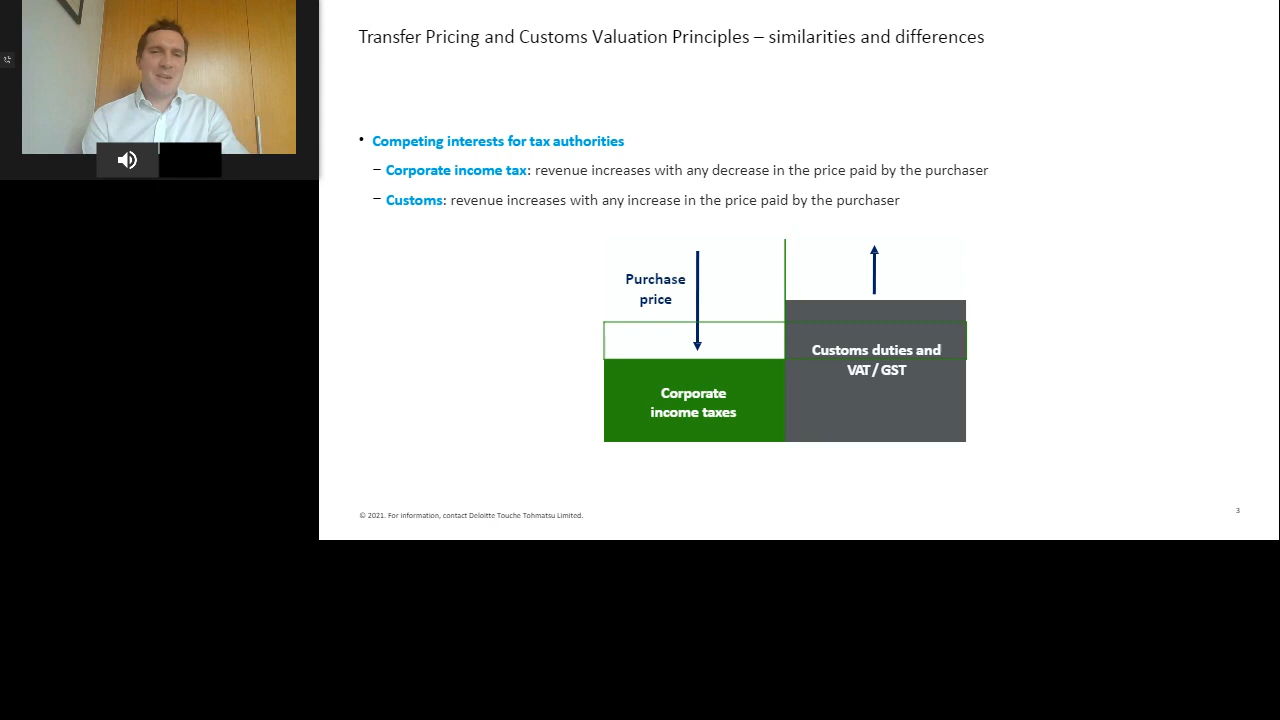 Transfer Pricing and Customs Valuation Principles – similarities and differences
• Competing interests for tax authorities
– Corporate income tax: revenue increases with any decrease in the price paid by the purchaser
– Customs: revenue increases with any increase in the price paid by the purchaser
Purchase
price
Customs duties and
VAT / GST
Corporate
income taxes
© 2021. For information, contact Deloitte Touche Tohmatsu Limited.
3